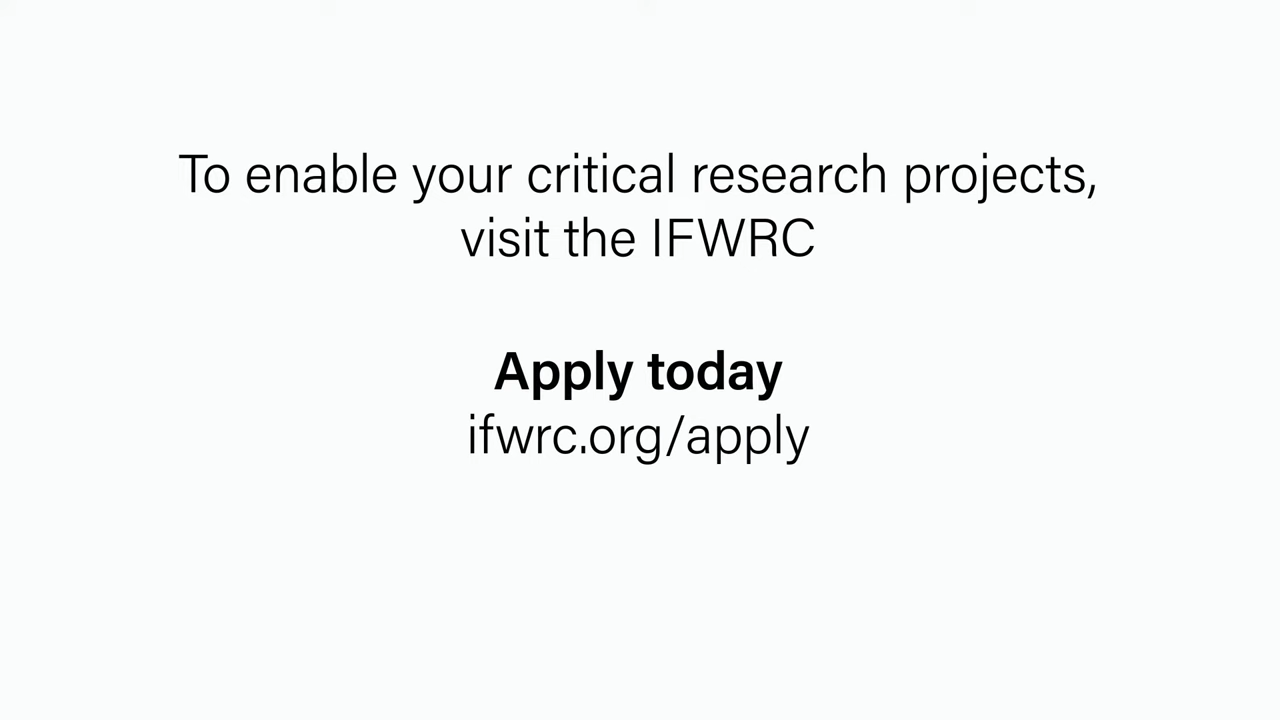 To enable your critical research projects,
visit the IFWRC
Apply today
ifwrc.org/apply